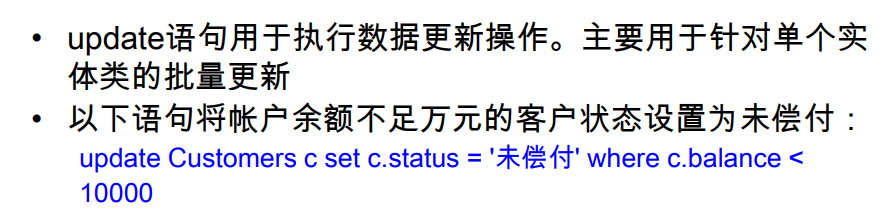 • update语句用于执行数据更新操作。主要用于针对单个实
体类的批量更新
• 以下语句将帐户余额不足万元的客户状态设置为未偿付：
update Customers c set c.status = '未偿付' where c.balance <
10000